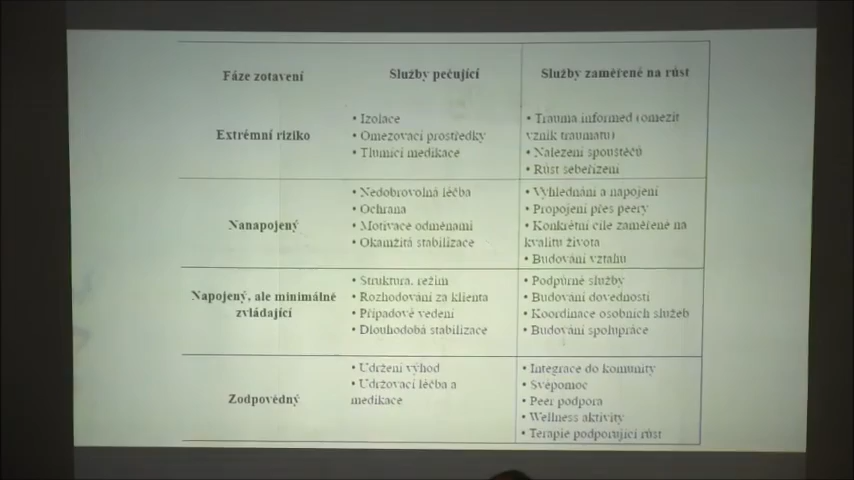 Fáze zotavení
Služby pečující
Služby zaměřené na růst
Extrémní riziko
• Izolace
• Omezovací prostředky
• Tlumící medikace
• Trauma informed (omezit
vznik traumatu)
• Nalezení spouštěčů
• Růst sebeřízení
Nanapojený
• Nedobrovolná léčba
• Ochrana
• Motivace odměnami
• Okamžitá stabilizace
• Vyhlednání a napojení
• Propojení přes peery
• Konkrétní cíle zaměřené na
kvalitu života
• Budování vztahu
Napojený, ale minimálně
zvládající
• Struktura, režim
• Rozhodování za klienta
• Případové vedení
• Dlouhodobá stabilizace
• Podpůrné služby
• Budování dovedností
• Koordinace osobních služeb
• Budování spolupráce
Zodpovědný
• Udržení výhod
• Udržovací léčba a
medikace
• Integrace do komunity
• Svépomoc
• Peer podpora
• Wellness aktivity
• Terapie podporující růst